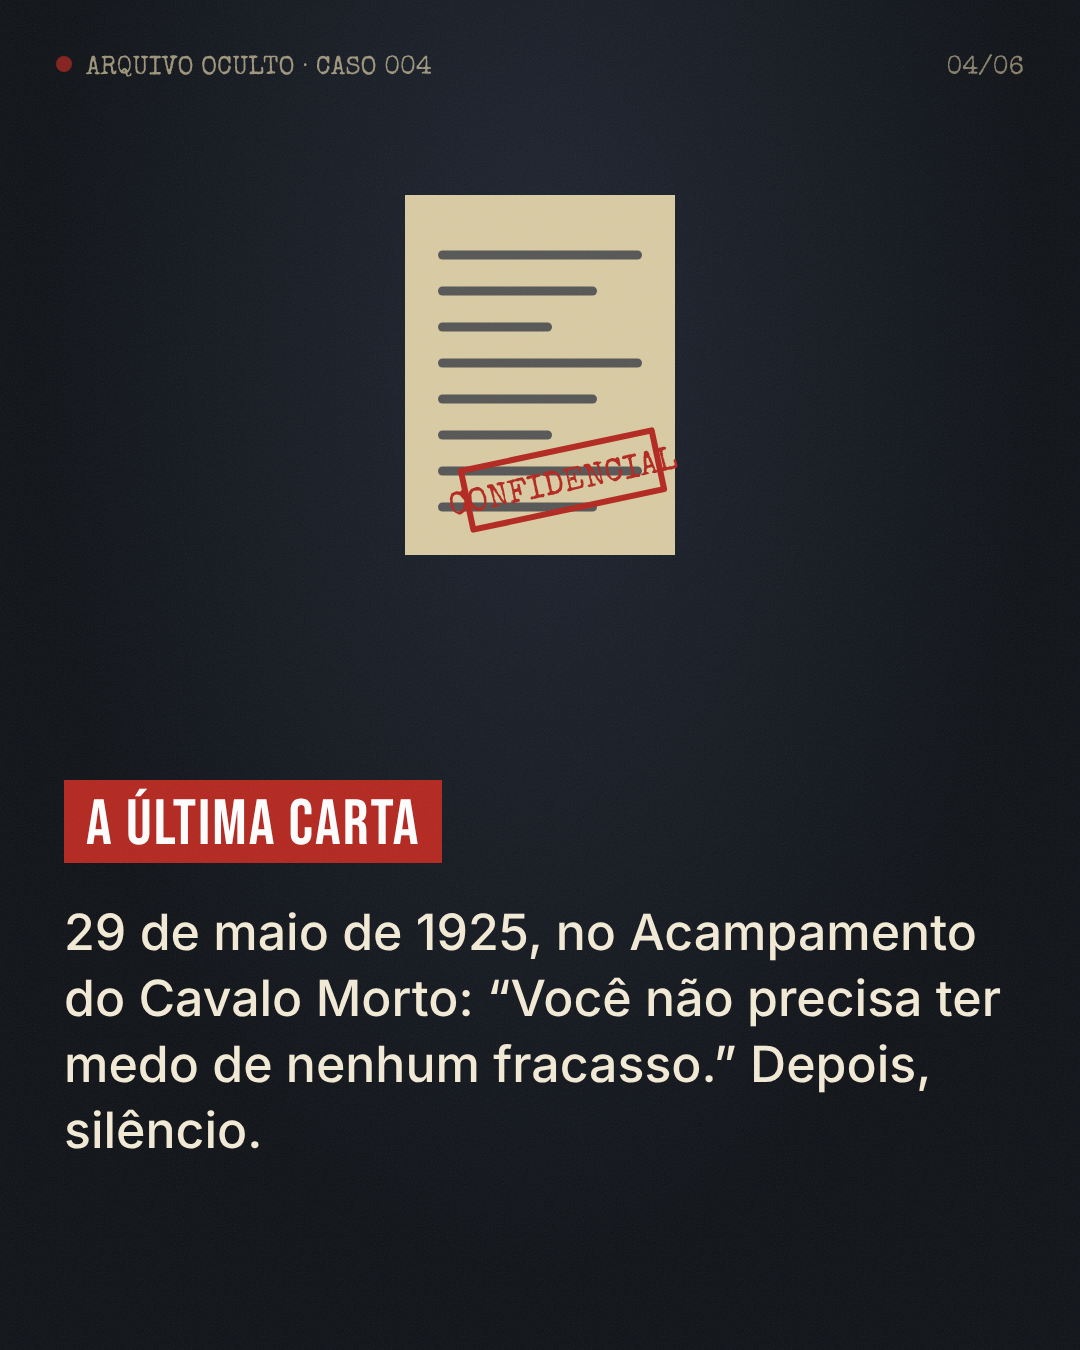 ARQUIVO OCULTO · CASO 004
04/06
CONFIDENCIAL
A ÚLTIMA CARTA
29 de maio de 1925, no Acampamento
do Cavalo Morto: “Você não precisa ter
medo de nenhum fracasso.” Depois,
silêncio.